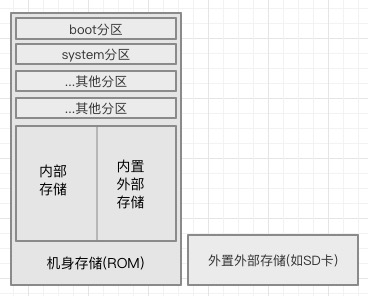 boot分区
system分区
...其他分区
...其他分区
内部
存储
内置
外部
存储
机身存储(ROM)
外置外部存储(如SD卡)